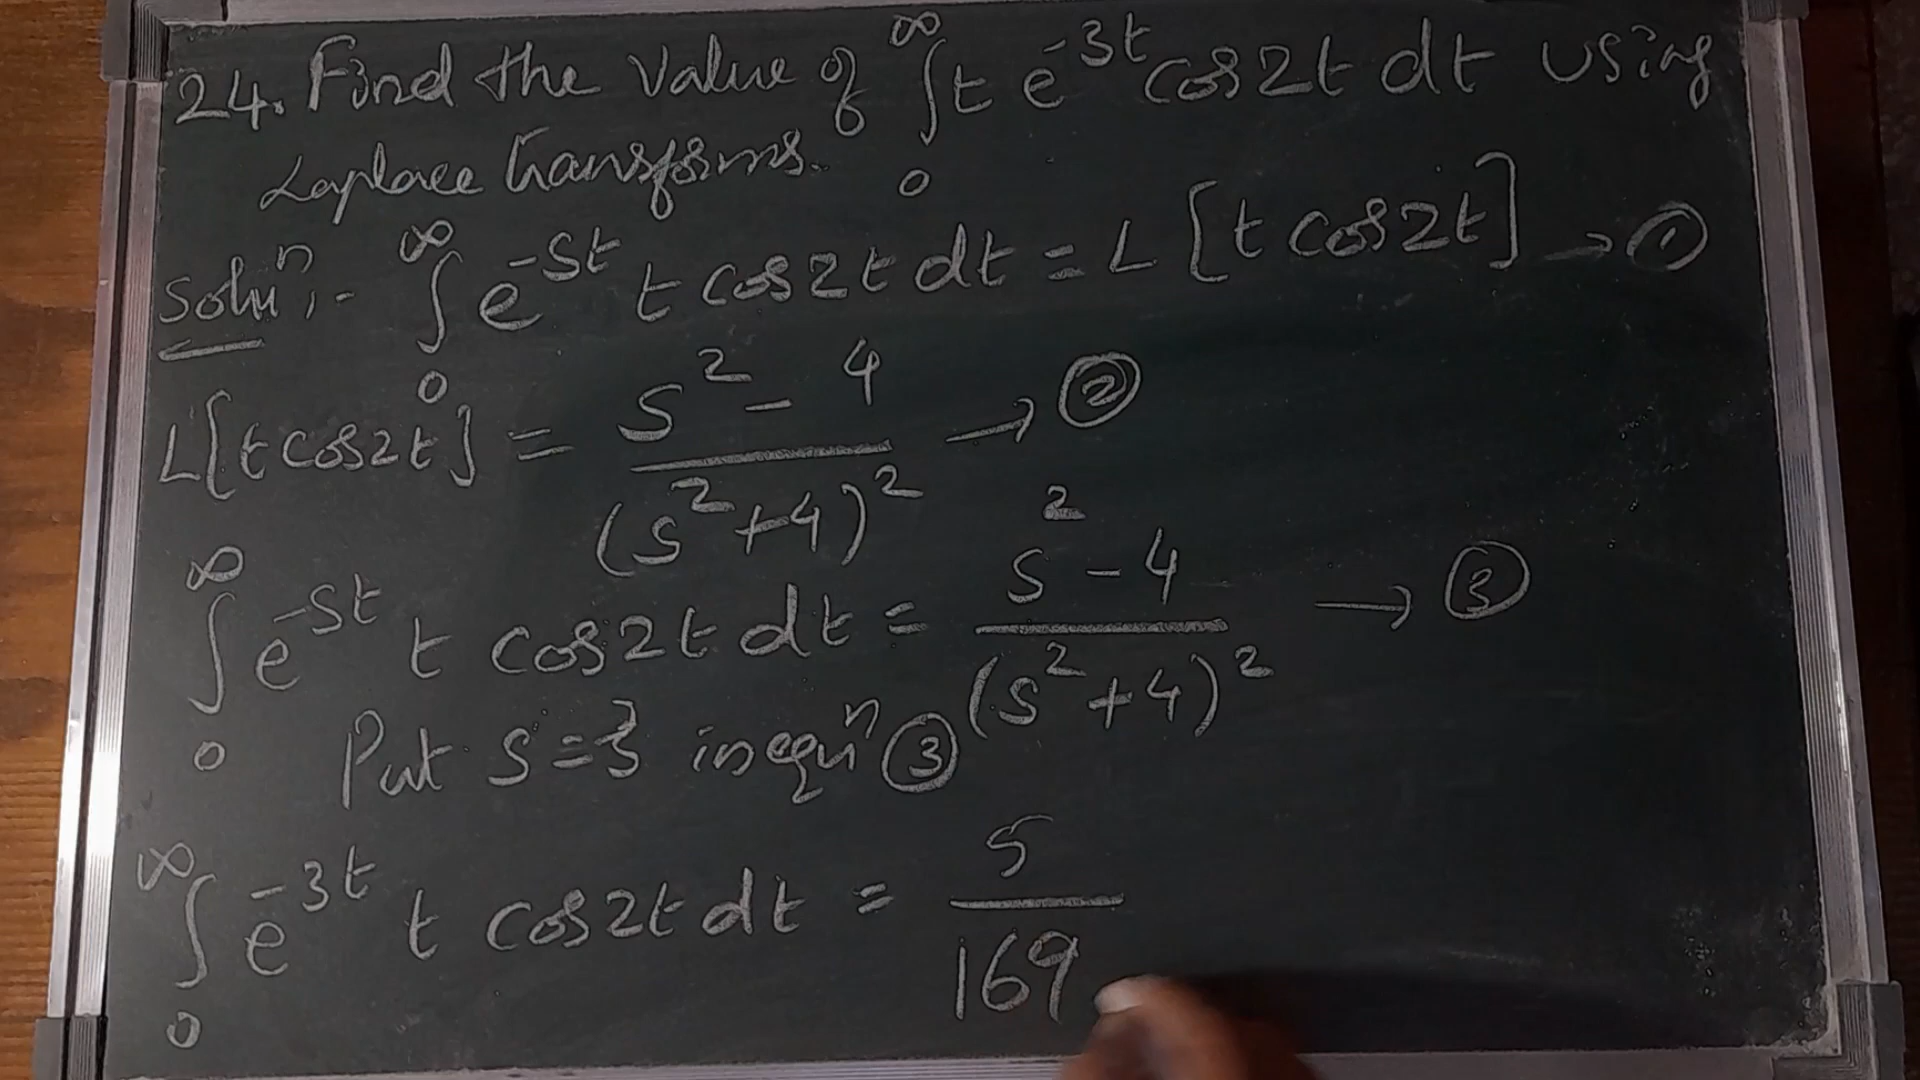 24. Find the Value of ∫₀^∞ t e^{-3t} cos2t dt using
Laplace transforms.
Soluⁿ:- ∫₀^∞ e^{-st} t cos2t dt = L[t cos2t] → ①
L[t cos2t] = (s² - 4)/(s² + 4)² → ②
∫₀^∞ e^{-st} t cos2t dt = (s² - 4)/(s² + 4)² → ③
Put s = 3 in equⁿ ③
∫₀^∞ e^{-3t} t cos2t dt = 5/169